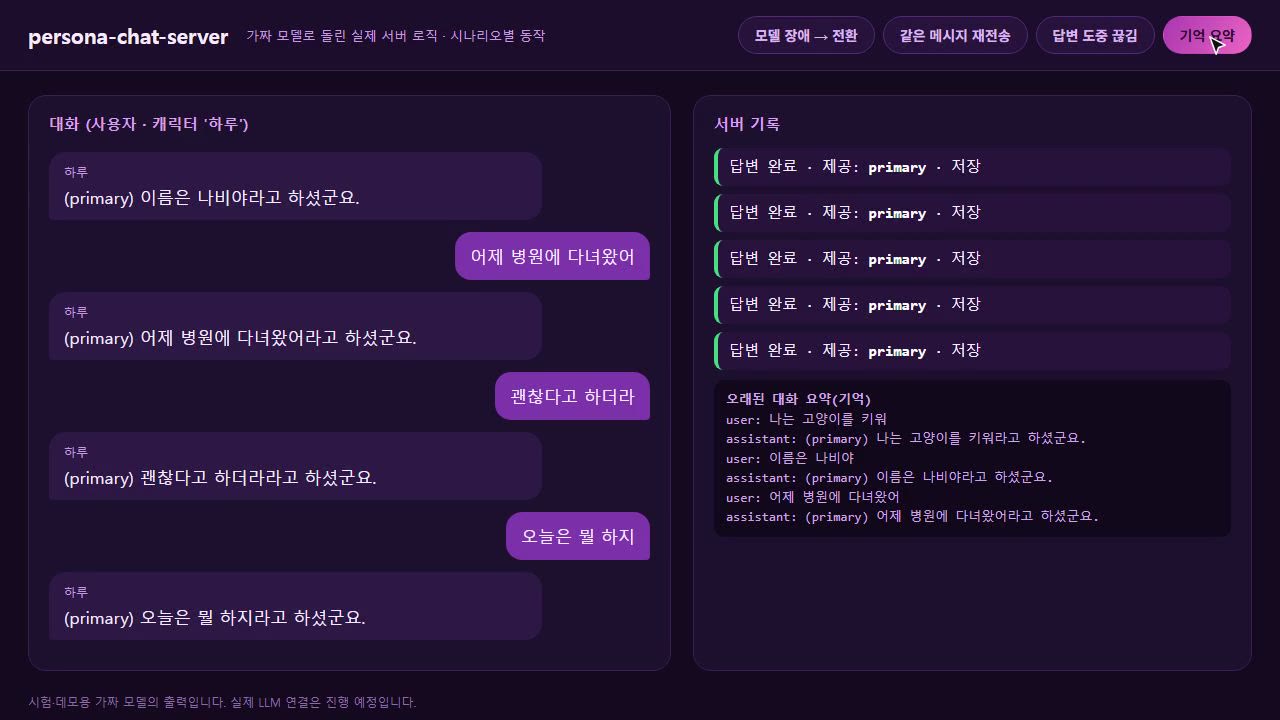 persona-chat-server
가짜 모델로 돌린 실제 서버 로직 · 시나리오별 동작
모델 장애 → 전환
같은 메시지 재전송
답변 도중 끊김
기억 요약
대화 (사용자 · 캐릭터 '하루')
하루
(primary) 이름은 나비야라고 하셨군요.
어제 병원에 다녀왔어
하루
(primary) 어제 병원에 다녀왔어라고 하셨군요.
괜찮다고 하더라
하루
(primary) 괜찮다고 하더라라고 하셨군요.
오늘은 뭘 하지
하루
(primary) 오늘은 뭘 하지라고 하셨군요.
서버 기록
답변 완료 · 제공: primary · 저장
답변 완료 · 제공: primary · 저장
답변 완료 · 제공: primary · 저장
답변 완료 · 제공: primary · 저장
답변 완료 · 제공: primary · 저장
오래된 대화 요약(기억)
user: 나는 고양이를 키워
assistant: (primary) 나는 고양이를 키워라고 하셨군요.
user: 이름은 나비야
assistant: (primary) 이름은 나비야라고 하셨군요.
user: 어제 병원에 다녀왔어
assistant: (primary) 어제 병원에 다녀왔어라고 하셨군요.
시험·데모용 가짜 모델의 출력입니다. 실제 LLM 연결은 진행 예정입니다.